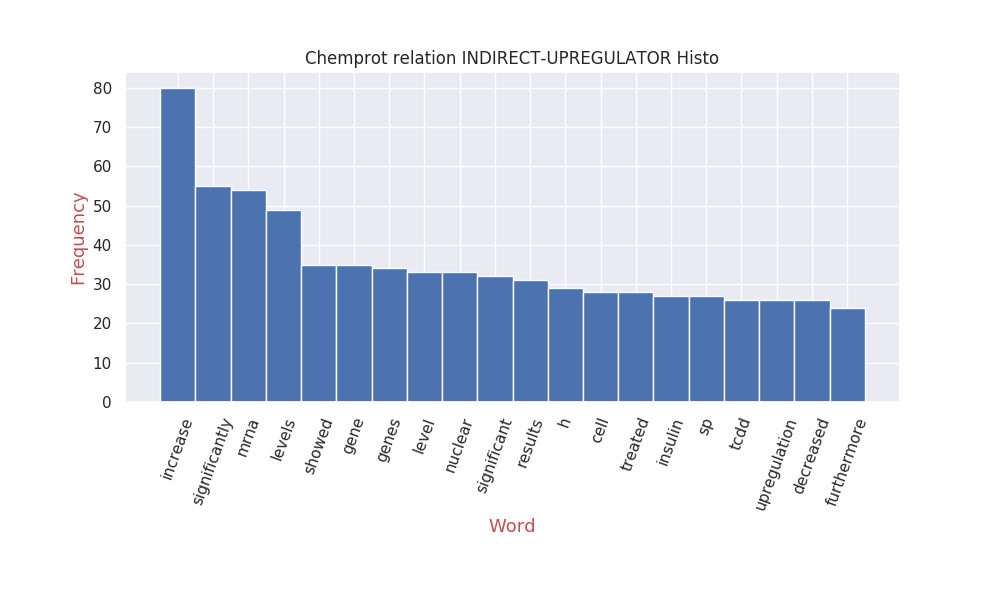 Chemprot relation INDIRECT-UPREGULATOR Histo
Frequency
80
70
60
50
40
30
20
10
0
increase
significantly
mrna
levels
showed
gene
genes
level
nuclear
significant
results
h
cell
treated
insulin
sp
tcdd
upregulation
decreased
furthermore
Word